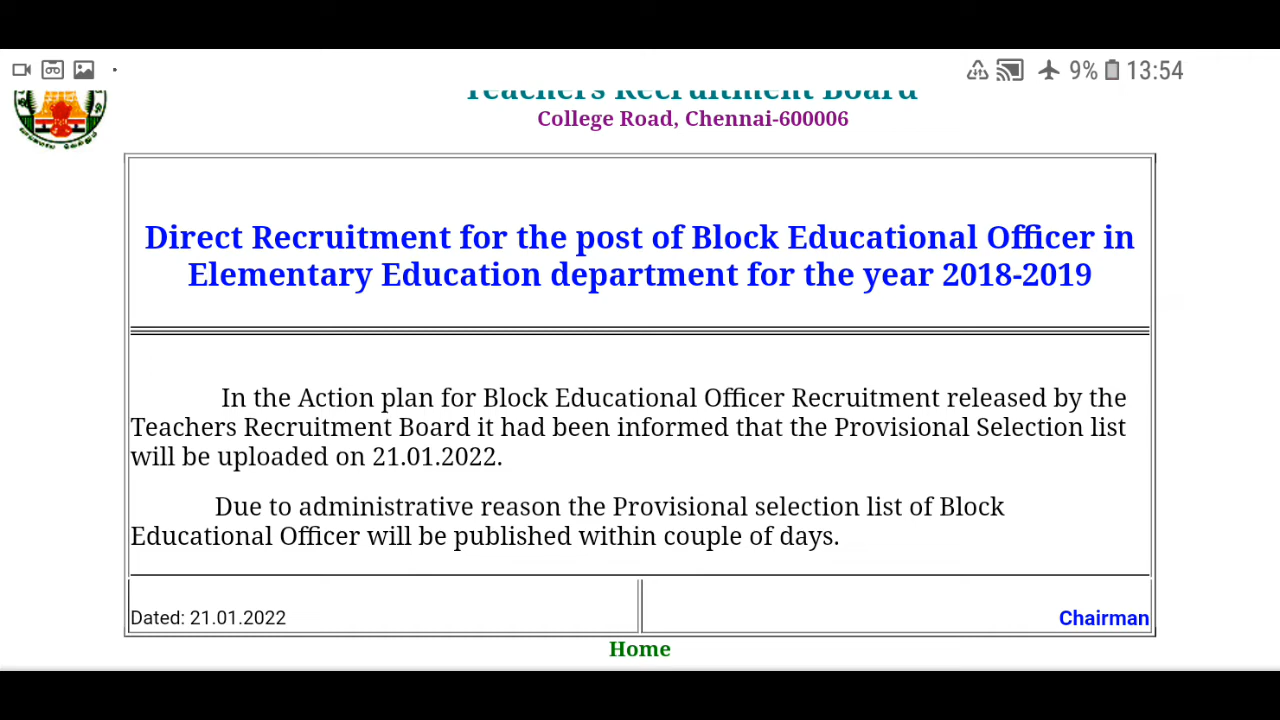 9% 13:54
Teachers Recruitment Board
College Road, Chennai-600006
Direct Recruitment for the post of Block Educational Officer in
Elementary Education department for the year 2018-2019
In the Action plan for Block Educational Officer Recruitment released by the
Teachers Recruitment Board it had been informed that the Provisional Selection list
will be uploaded on 21.01.2022.
Due to administrative reason the Provisional selection list of Block
Educational Officer will be published within couple of days.
Dated: 21.01.2022
Chairman
Home